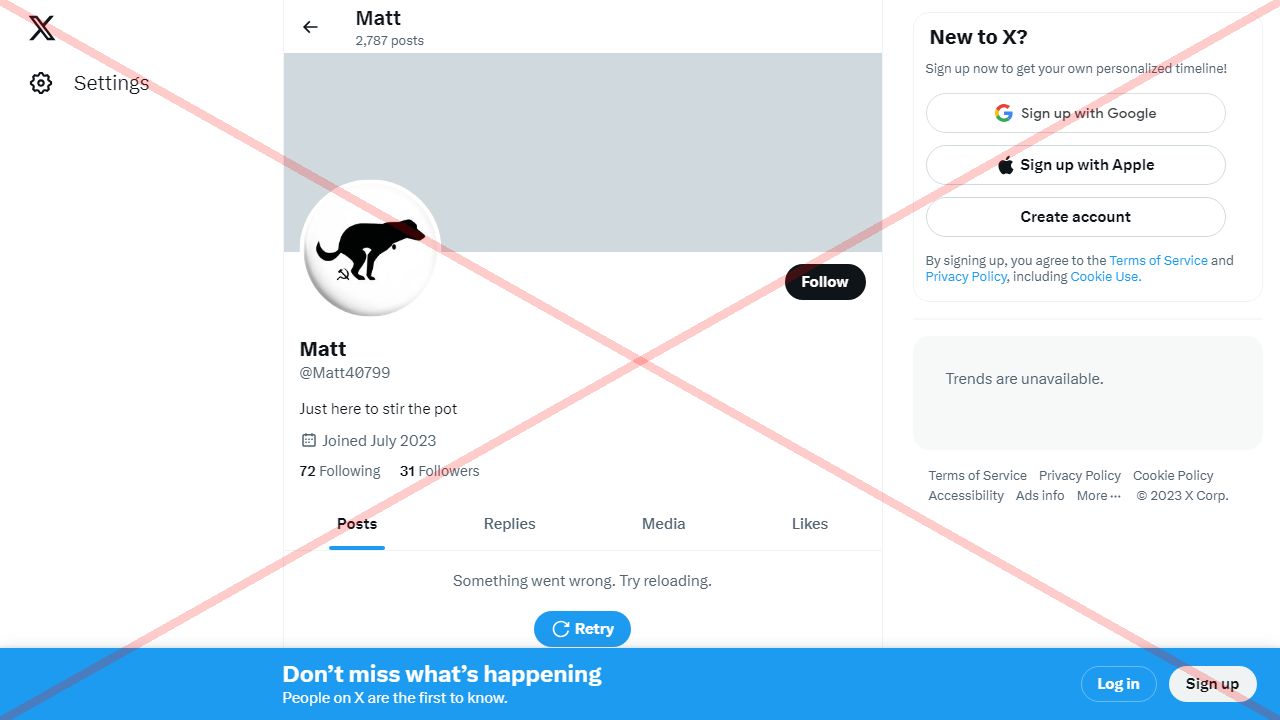 Matt
2,787 posts
Settings
New to X?
Sign up now to get your own personalized timeline!
Sign up with Google
Sign up with Apple
Create account
By signing up, you agree to the Terms of Service and
Privacy Policy, including Cookie Use.
Follow
Matt
@Matt40799
Just here to stir the pot
Joined July 2023
72 Following 31 Followers
Posts Replies Media Likes
Something went wrong. Try reloading.
Retry
Trends are unavailable.
Terms of Service Privacy Policy Cookie Policy
Accessibility Ads info More ··· © 2023 X Corp.
Don’t miss what’s happening
People on X are the first to know.
Log in
Sign up